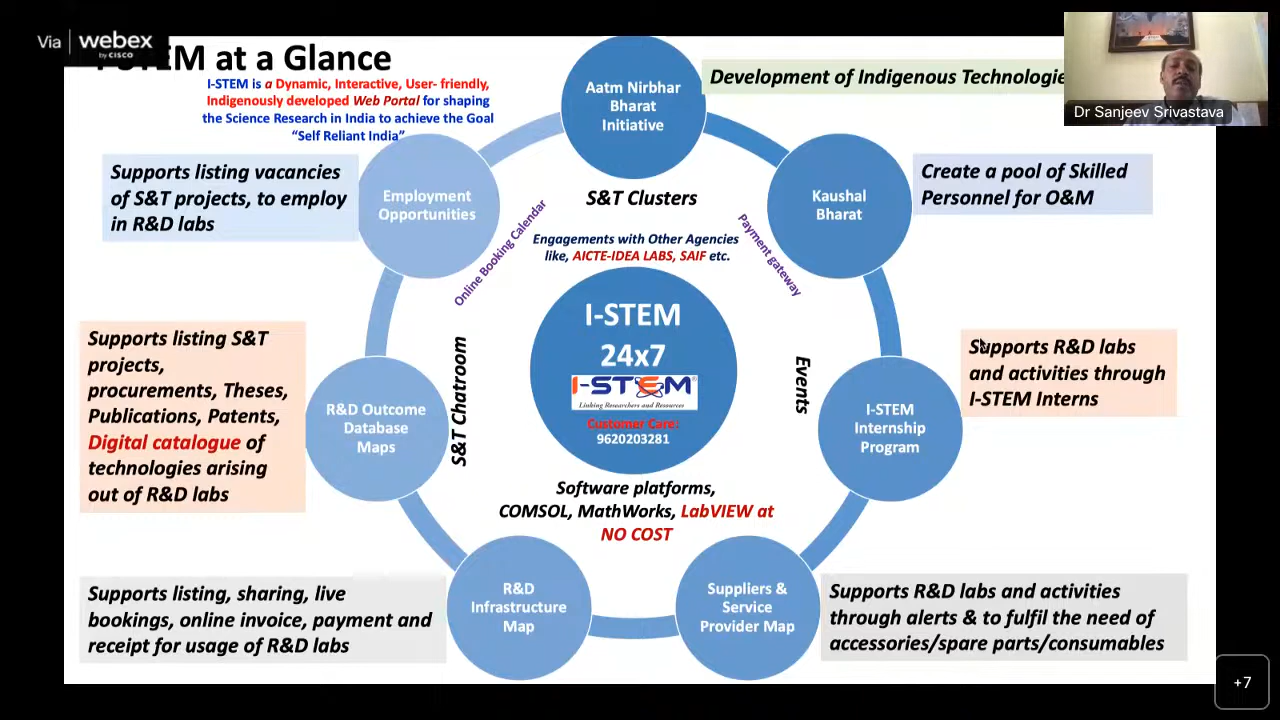 Via webex
by CISCO
at a Glance
I-STEM is a Dynamic, Interactive, User- friendly,
Indigenously developed Web Portal for shaping
the Science Research in India to achieve the Goal
“Self Reliant India”
Aatm Nirbhar
Bharat
Initiative
Development of Indigenous
Dr Sanjeev Srivastava
Supports listing vacancies
of S&T projects, to employ
in R&D labs
Employment
Opportunities
S&T Clusters
Kaushal
Bharat
Create a pool of Skilled
Personnel for O&M
Online Booking Calendar
Engagements with Other Agencies
like, AICTE-IDEA LABS, SAIF etc.
Payment gateway
I-STEM
24x7
I-STEM®
Linking Researchers and Resources
Customer Care:
9620203281
Supports listing S&T
projects,
procurements, Theses,
Publications, Patents,
Digital catalogue of
technologies arising
out of R&D labs
R&D Outcome
Database
Maps
S&T Chatroom
Events
I-STEM
Internship
Program
Supports R&D labs
and activities through
I-STEM Interns
Software platforms,
COMSOL, MathWorks, LabVIEW at
NO COST
Supports listing, sharing, live
bookings, online invoice, payment and
receipt for usage of R&D labs
R&D
Infrastructure
Map
Suppliers &
Service
Provider Map
Supports R&D labs and activities
through alerts & to fulfil the need of
accessories/spare parts/consumables
+7